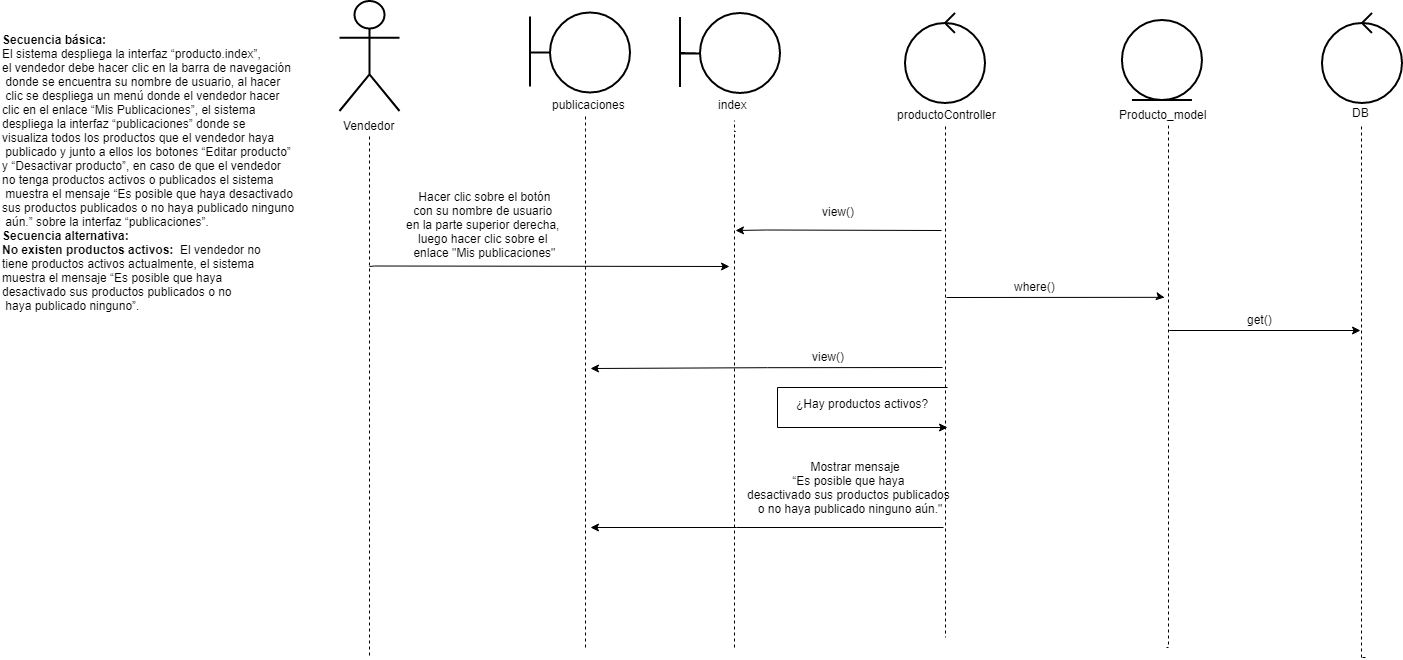 Secuencia básica:
El sistema despliega la interfaz “producto.index”,
el vendedor debe hacer clic en la barra de navegación
donde se encuentra su nombre de usuario, al hacer
clic se despliega un menú donde el vendedor hacer
clic en el enlace “Mis Publicaciones”, el sistema
despliega la interfaz “publicaciones” donde se
visualiza todos los productos que el vendedor haya
publicado y junto a ellos los botones “Editar producto”
y “Desactivar producto”, en caso de que el vendedor
no tenga productos activos o publicados el sistema
muestra el mensaje “Es posible que haya desactivado
sus productos publicados o no haya publicado ninguno
aún.” sobre la interfaz “publicaciones”.
Secuencia alternativa:
No existen productos activos: El vendedor no
tiene productos activos actualmente, el sistema
muestra el mensaje “Es posible que haya
desactivado sus productos publicados o no
haya publicado ninguno”.
Vendedor
publicaciones
index
productoController
Producto_model
DB
Hacer clic sobre el botón
con su nombre de usuario
en la parte superior derecha,
luego hacer clic sobre el
enlace "Mis publicaciones"
view()
where()
get()
view()
¿Hay productos activos?
Mostrar mensaje
“Es posible que haya
desactivado sus productos publicados
o no haya publicado ninguno aún."